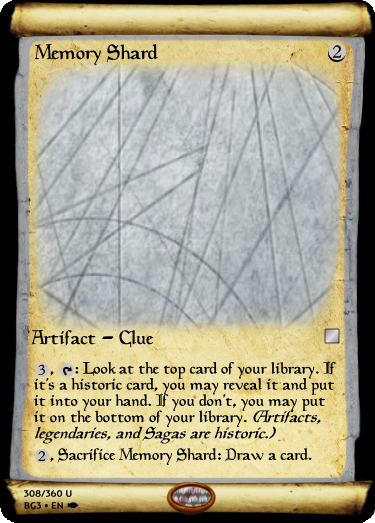 Memory Shard 2
Artifact – Clue
3, T: Look at the top card of your library. If
it's a historic card, you may reveal it and put
it into your hand. If you don't, you may put
it on the bottom of your library. (Artifacts,
legendaries, and Sagas are historic.)
2, Sacrifice Memory Shard: Draw a card.
308/360 U
BG3 • EN